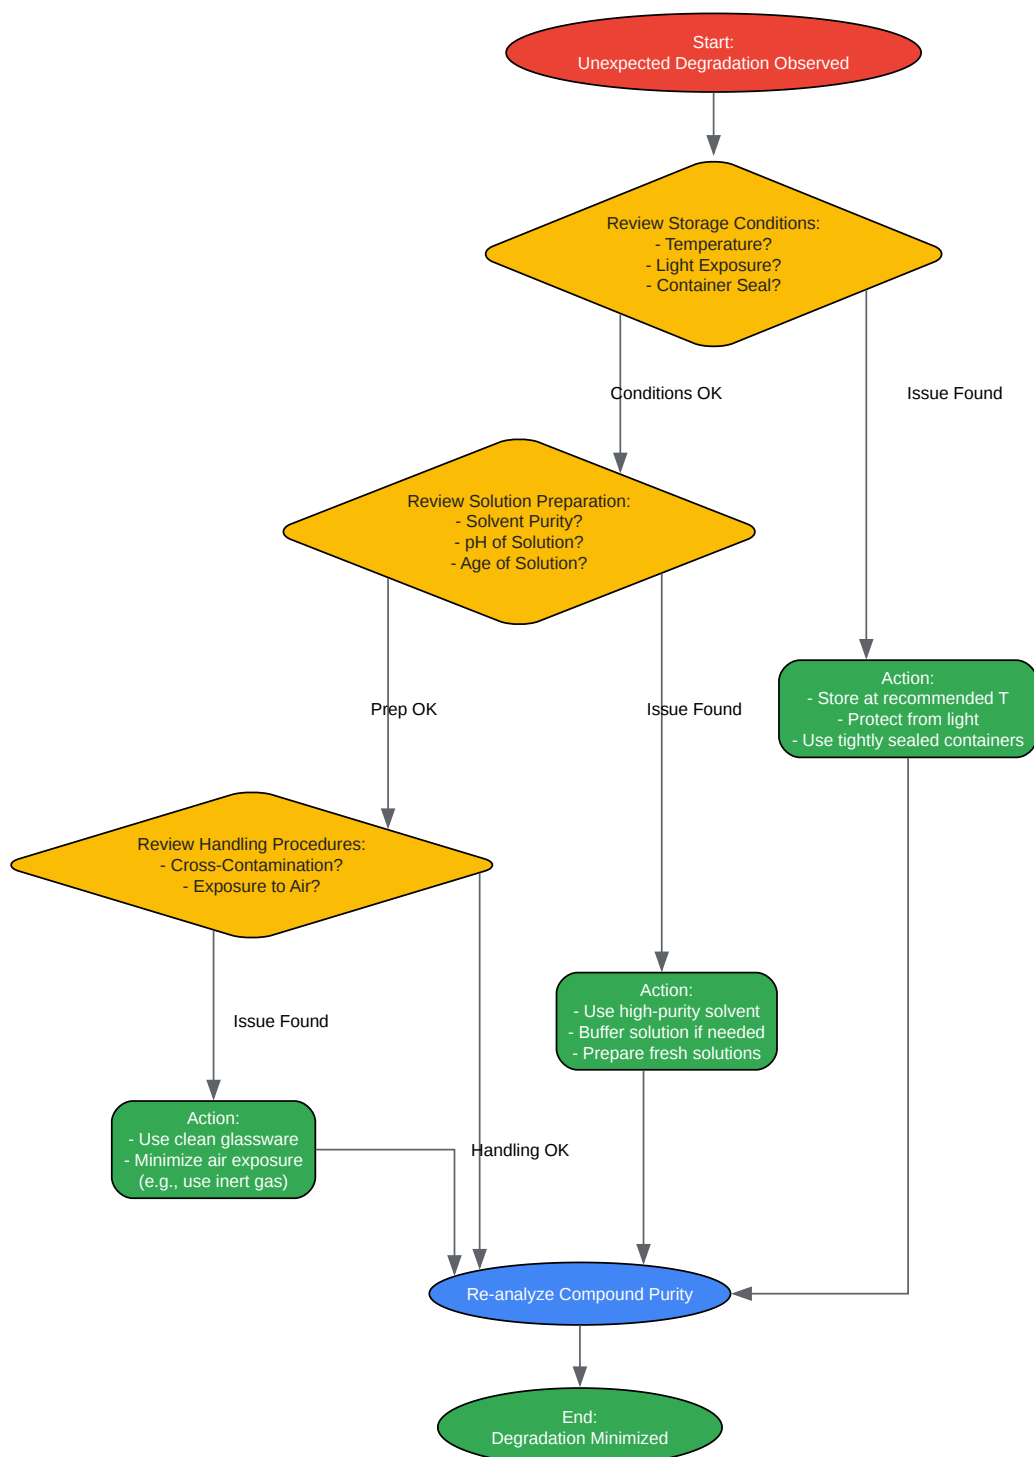 Start:
Unexpected Degradation Observed
Review Storage Conditions:
- Temperature?
- Light Exposure?
- Container Seal?
Conditions OK
Issue Found
Review Solution Preparation:
- Solvent Purity?
- pH of Solution?
- Age of Solution?
Prep OK
Issue Found
Action:
- Store at recommended T
- Protect from light
- Use tightly sealed containers
Review Handling Procedures:
- Cross-Contamination?
- Exposure to Air?
Issue Found
Action:
- Use high-purity solvent
- Buffer solution if needed
- Prepare fresh solutions
Action:
- Use clean glassware
- Minimize air exposure
(e.g., use inert gas)
Handling OK
Re-analyze Compound Purity
End:
Degradation Minimized